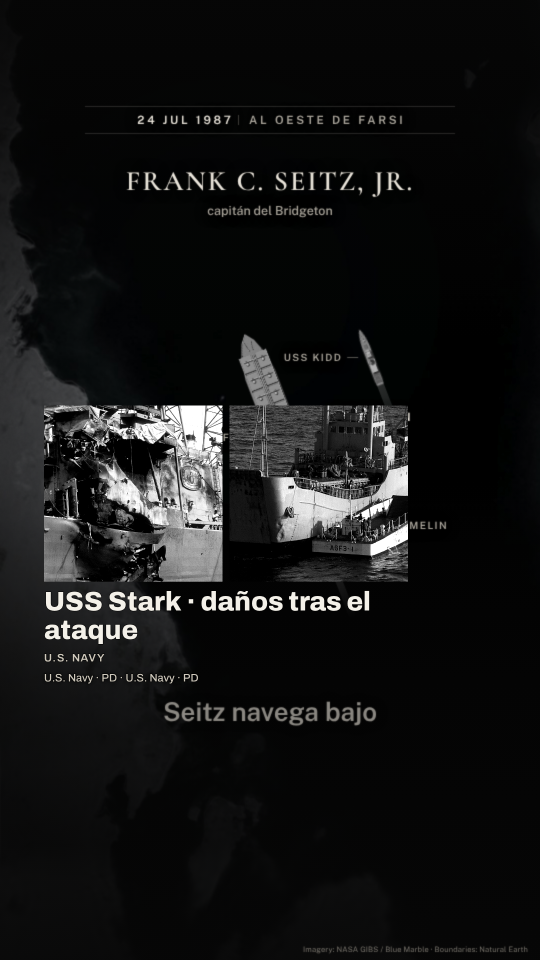 24 JUL 1987 | AL OESTE DE FARSI
FRANK C. SEITZ, JR.
capitán del Bridgeton
USS KIDD
F
MELIN
ASF3-1
USS Stark · daños tras el
ataque
U.S. NAVY
U.S. Navy · PD · U.S. Navy · PD
Seitz navega bajo
Imagery: NASA GIBS / Blue Marble · Boundaries: Natural Earth